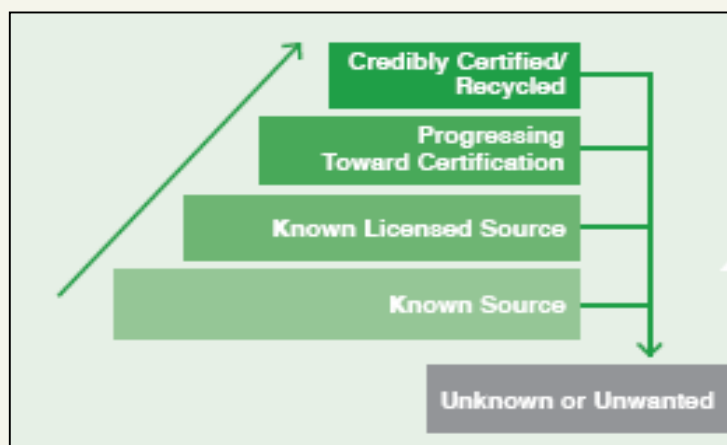 Credibly Certified/
Recycled
Progressing
Toward Certification
Known Licensed Source
Known Source
Unknown or Unwanted